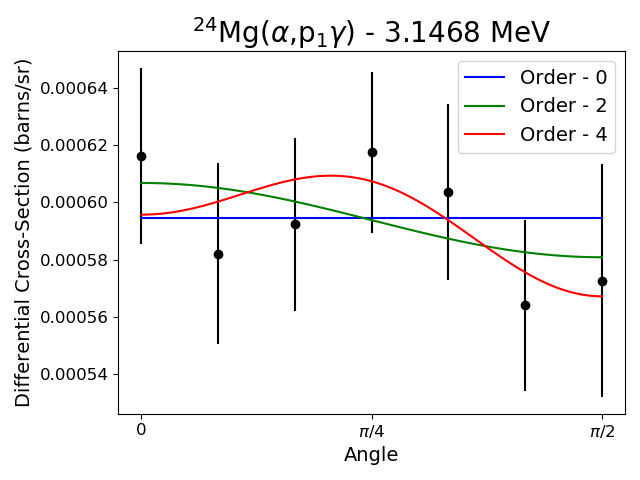 ²⁴Mg(α,p₁γ) - 3.1468 MeV
Order - 0
Order - 2
Order - 4
Differential Cross-Section (barns/sr)
0.00064
0.00062
0.00060
0.00058
0.00056
0.00054
0
π/4
π/2
Angle